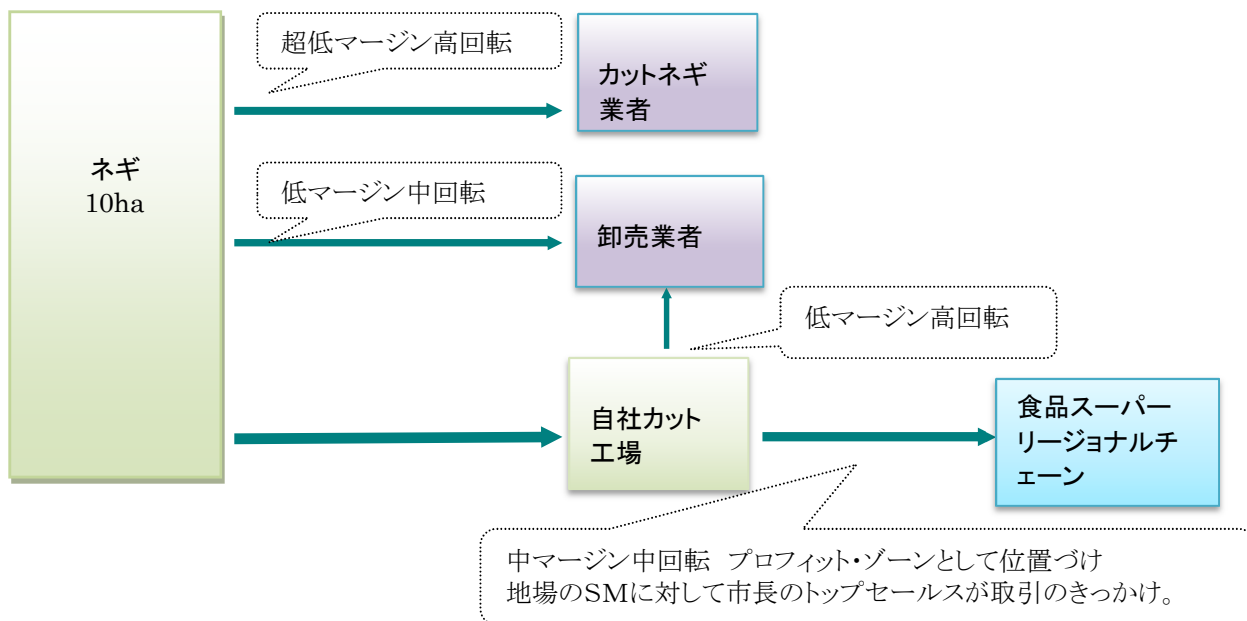 超低マージン高回転
カットネギ
業者
ネギ
10ha
低マージン中回転
卸売業者
低マージン高回転
自社カット
工場
食品スーパー
リージョナルチ
ェーン
中マージン中回転 プロフィット・ゾーンとして位置づけ
地場のSMに対して市長のトップセールスが取引のきっかけ。